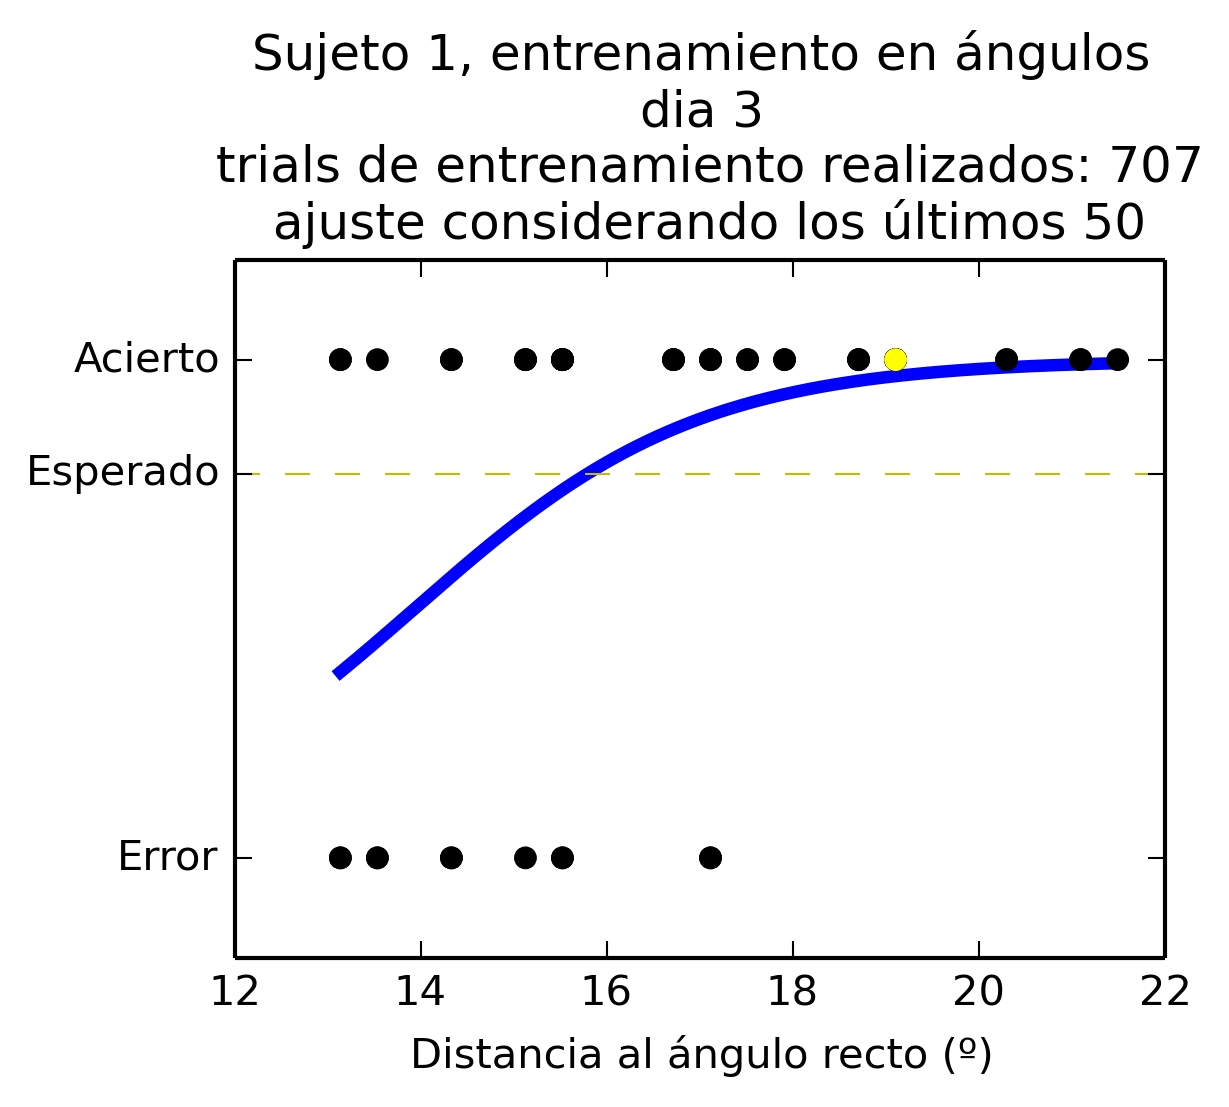 Sujeto 1, entrenamiento en ángulos
dia 3
trials de entrenamiento realizados: 707
ajuste considerando los últimos 50
Acierto
Esperado
Error
12 14 16 18 20 22
Distancia al ángulo recto (º)